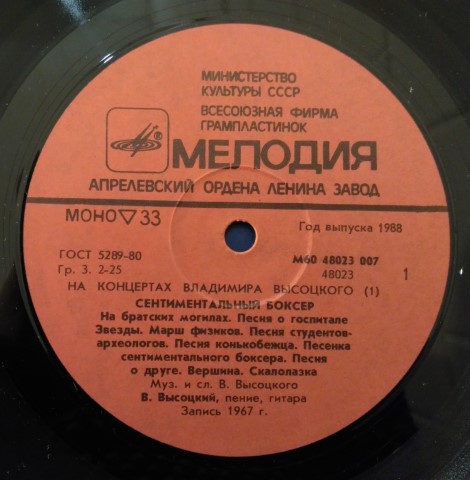 МИНИСТЕРСТВО
КУЛЬТУРЫ СССР
ВСЕСОЮЗНАЯ ФИРМА
ГРАМПЛАСТИНОК
® МЕЛОДИЯ
АПРЕЛЕВСКИЙ ОРДЕНА ЛЕНИНА ЗАВОД
МОНО ▽ 33
Год выпуска 1988
ГОСТ 5289-80
М60 48023 007
Гр. 3. 2-25
48023
1
НА КОНЦЕРТАХ ВЛАДИМИРА ВЫСОЦКОГО (1)
СЕНТИМЕНТАЛЬНЫЙ БОКСЕР
На братских могилах. Песня о госпитале
Звезды. Марш физиков. Песня студентов-
археологов. Песня конькобежца. Песенка
сентиментального боксера. Песня
о друге. Вершина. Скалолазка
Муз. и сл. В. Высоцкого
В. Высоцкий, пение, гитара
Запись 1967 г.